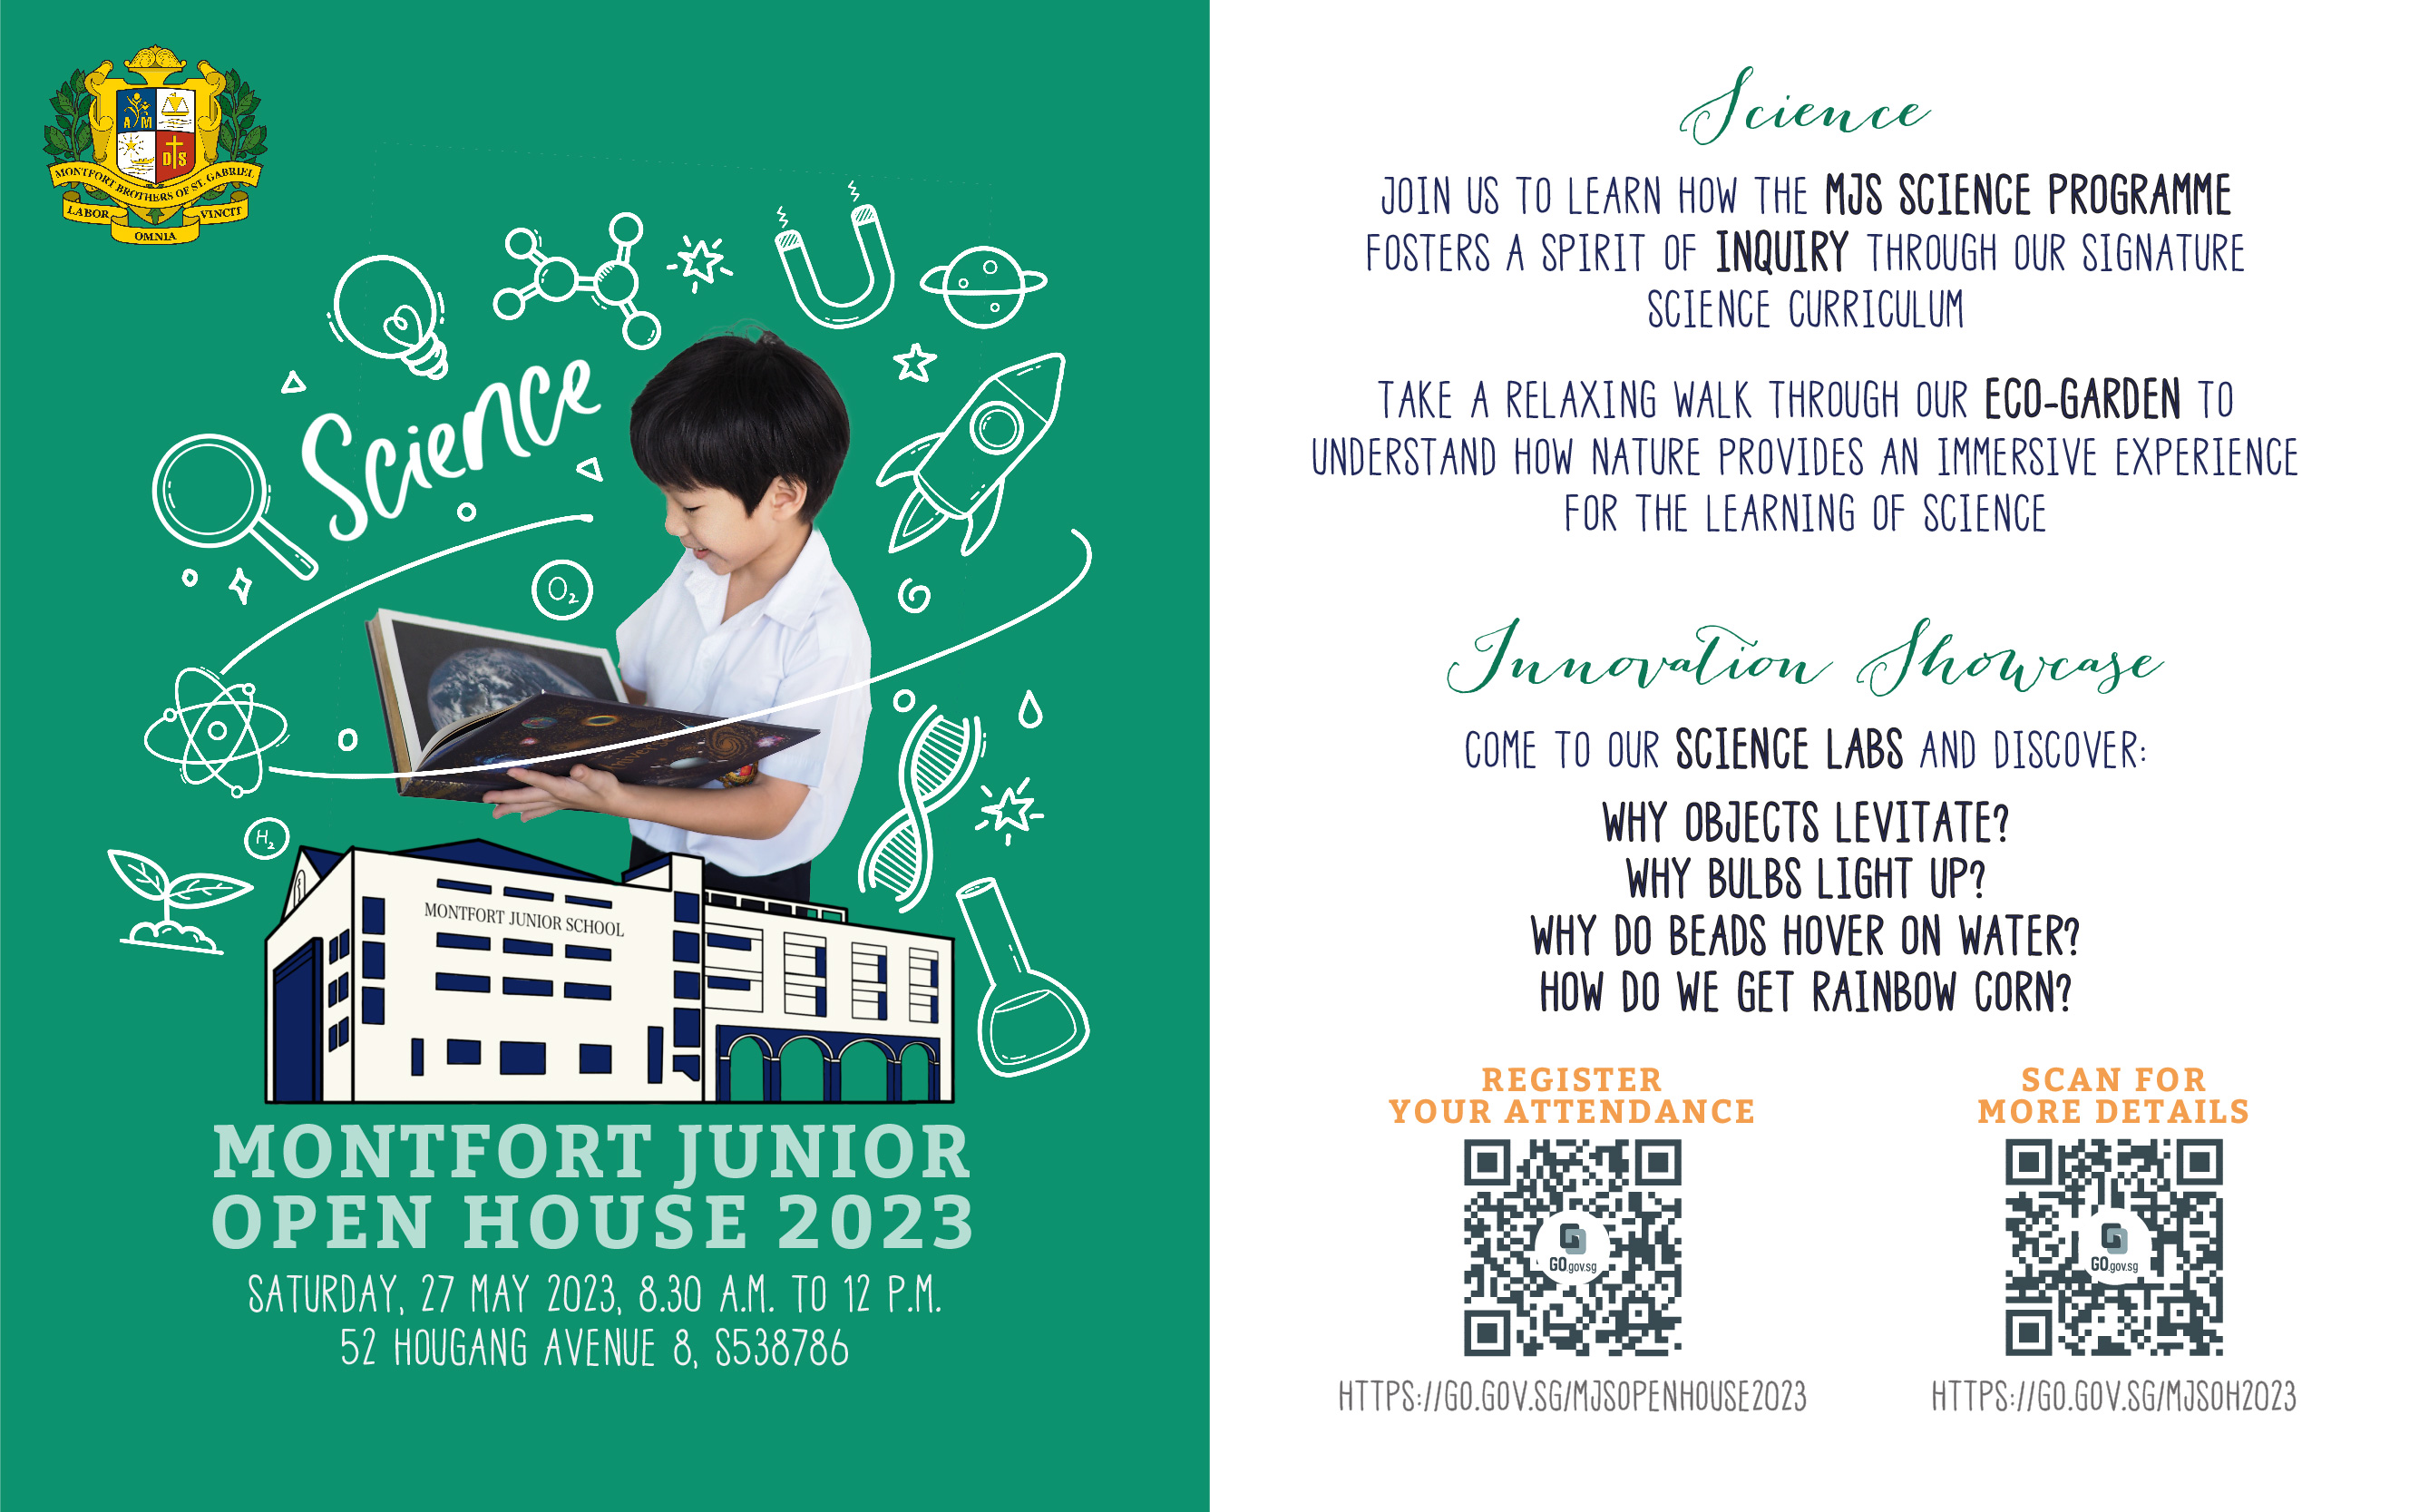 MONTFORT BROTHERS OF ST. GABRIEL
LABOR VINCIT
OMNIA
A M
D S
Science
O2
H2
MONTFORT JUNIOR SCHOOL
MONTFORT JUNIOR
OPEN HOUSE 2023
SATURDAY, 27 MAY 2023, 8.30 A.M. TO 12 P.M.
52 HOUGANG AVENUE 8, S538786
Science
JOIN US TO LEARN HOW THE MJS SCIENCE PROGRAMME
FOSTERS A SPIRIT OF INQUIRY THROUGH OUR SIGNATURE
SCIENCE CURRICULUM
TAKE A RELAXING WALK THROUGH OUR ECO-GARDEN TO
UNDERSTAND HOW NATURE PROVIDES AN IMMERSIVE EXPERIENCE
FOR THE LEARNING OF SCIENCE
Innovation Showcase
COME TO OUR SCIENCE LABS AND DISCOVER:
WHY OBJECTS LEVITATE?
WHY BULBS LIGHT UP?
WHY DO BEADS HOVER ON WATER?
HOW DO WE GET RAINBOW CORN?
REGISTER
YOUR ATTENDANCE
GO.gov.sg
HTTPS://GO.GOV.SG/MJSOPENHOUSE2023
SCAN FOR
MORE DETAILS
GO.gov.sg
HTTPS://GO.GOV.SG/MJSOH2023